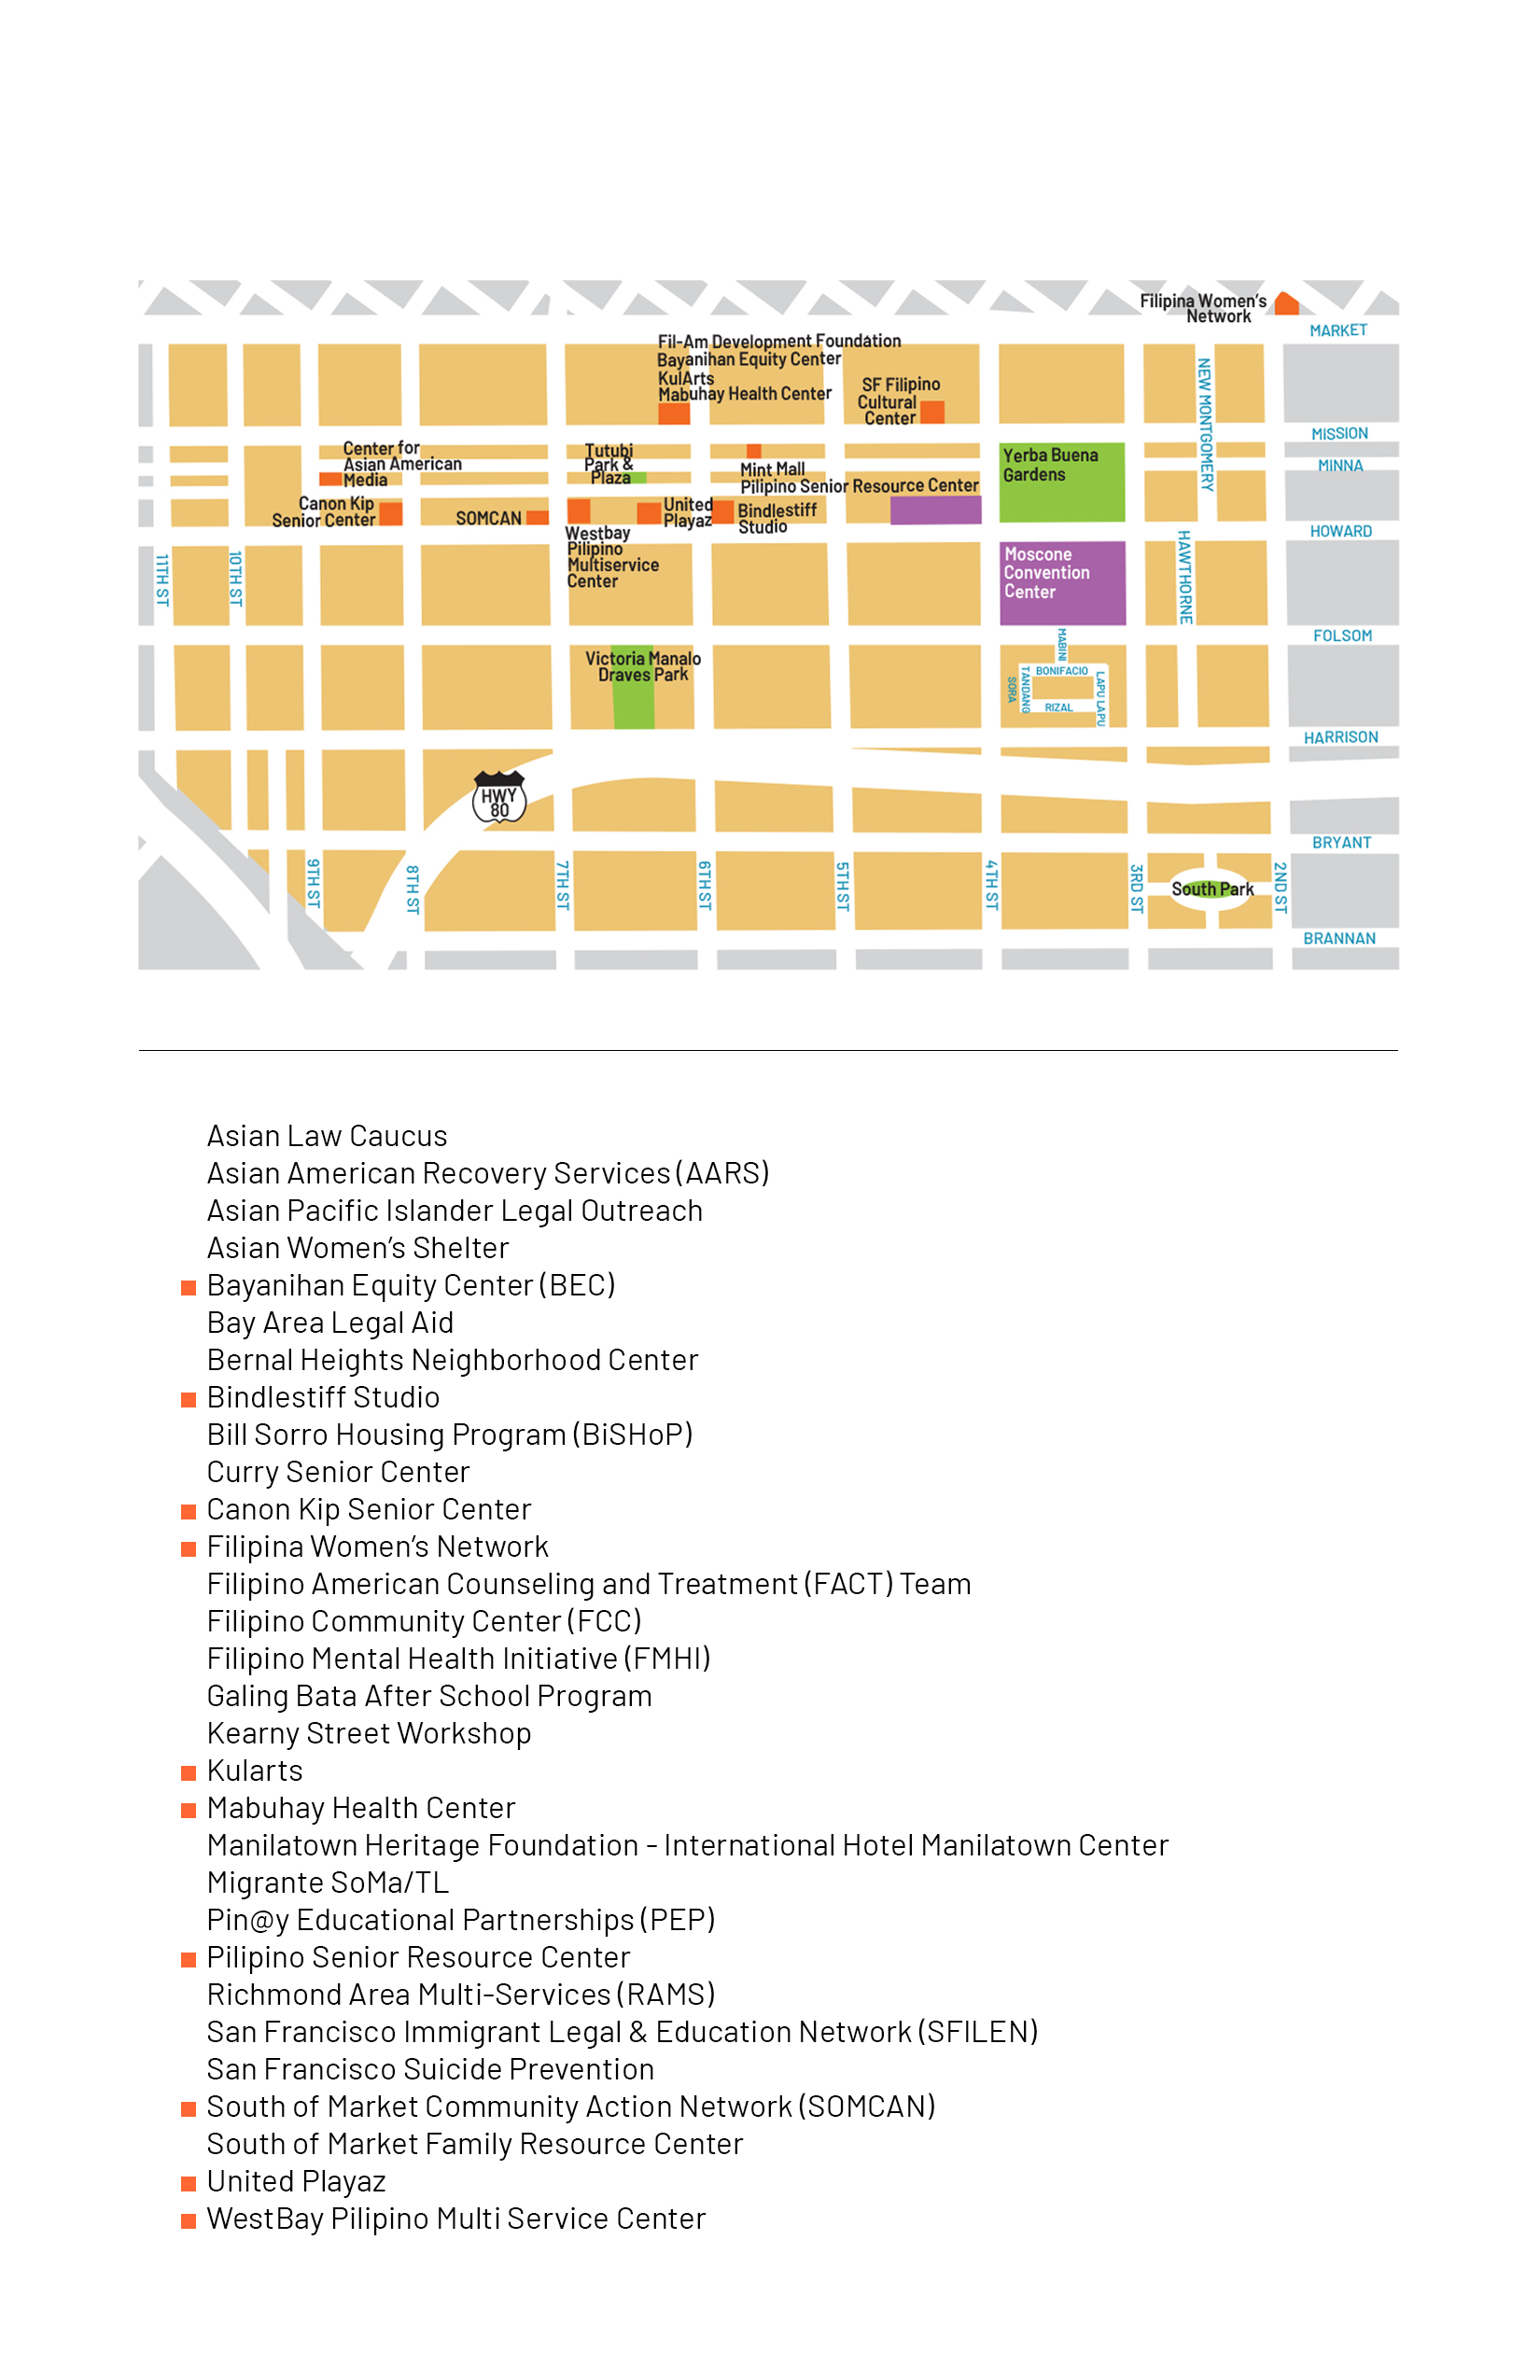 Filipina Women's
Network
MARKET
Fil-Am Development Foundation
Bayanihan Equity Center
KulArts
Mabuhay Health Center
SF Filipino
Cultural
Center
NEW MONTGOMERY
MISSION
Center for
Asian American
Media
Tutubi
Park &
Plaza
Mint Mall
Pilipino Senior Resource Center
Yerba Buena
Gardens
MINNA
Canon Kip
Senior Center
SOMCAN
United
Playaz
Bindlestiff
Studio
Westbay
Pilipino
Multiservice
Center
HOWARD
11TH ST
10TH ST
Moscone
Convention
Center
HAWTHORNE
FOLSOM
Victoria Manalo
Draves Park
MABINI
BONIFACIO
TANDANG
SORA
LAPU LAPU
RIZAL
HARRISON
HWY
80
BRYANT
9TH ST
8TH ST
7TH ST
6TH ST
5TH ST
4TH ST
3RD ST
South Park
2ND ST
BRANNAN
Asian Law Caucus
Asian American Recovery Services (AARS)
Asian Pacific Islander Legal Outreach
Asian Women's Shelter
Bayanihan Equity Center (BEC)
Bay Area Legal Aid
Bernal Heights Neighborhood Center
Bindlestiff Studio
Bill Sorro Housing Program (BiSHoP)
Curry Senior Center
Canon Kip Senior Center
Filipina Women's Network
Filipino American Counseling and Treatment (FACT) Team
Filipino Community Center (FCC)
Filipino Mental Health Initiative (FMHI)
Galing Bata After School Program
Kearny Street Workshop
Kularts
Mabuhay Health Center
Manilatown Heritage Foundation - International Hotel Manilatown Center
Migrante SoMa/TL
Pin@y Educational Partnerships (PEP)
Pilipino Senior Resource Center
Richmond Area Multi-Services (RAMS)
San Francisco Immigrant Legal & Education Network (SFILEN)
San Francisco Suicide Prevention
South of Market Community Action Network (SOMCAN)
South of Market Family Resource Center
United Playaz
WestBay Pilipino Multi Service Center